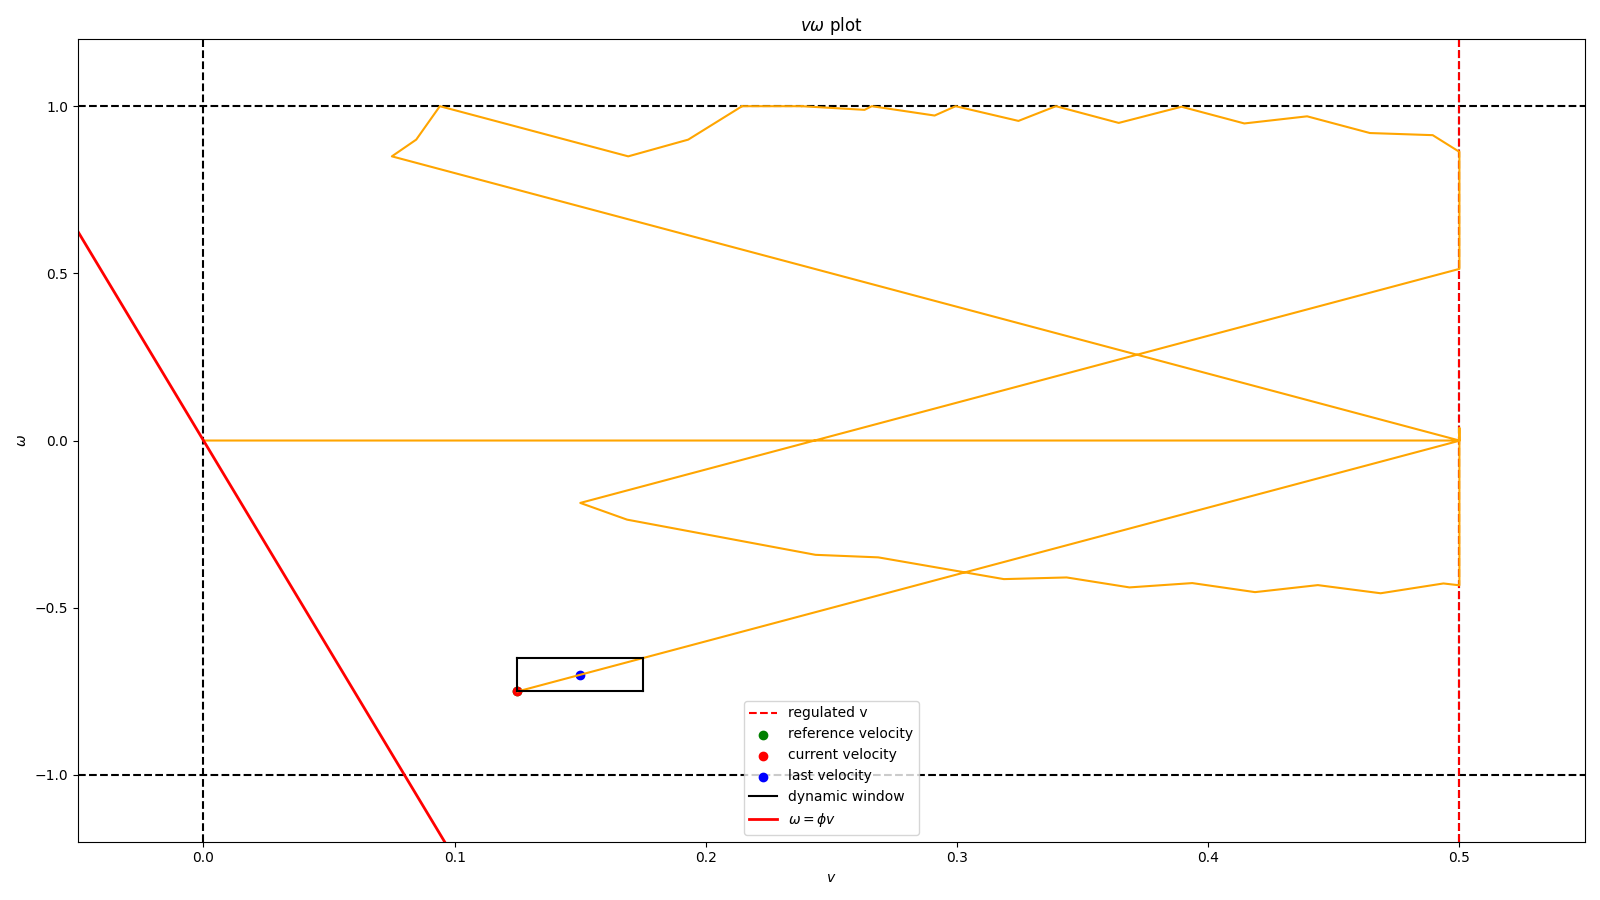 vω plot
1.0
0.5
0.0
−0.5
−1.0
ω
0.0
0.1
0.2
0.3
0.4
0.5
v
regulated v
reference velocity
current velocity
last velocity
dynamic window
ω = ϕv